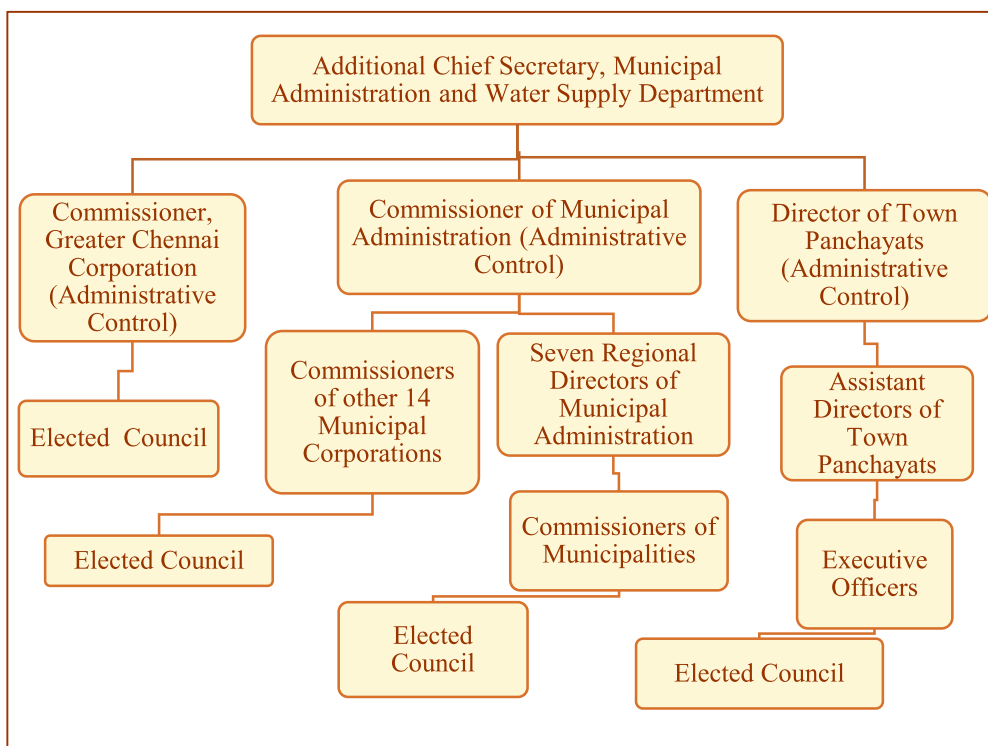 Additional Chief Secretary, Municipal
Administration and Water Supply Department
Commissioner,
Greater Chennai
Corporation
(Administrative
Control)
Commissioner of Municipal
Administration (Administrative
Control)
Director of Town
Panchayats
(Administrative
Control)
Elected Council
Commissioners
of other 14
Municipal
Corporations
Seven Regional
Directors of
Municipal
Administration
Assistant
Directors of
Town
Panchayats
Elected Council
Commissioners of
Municipalities
Executive
Officers
Elected
Council
Elected Council